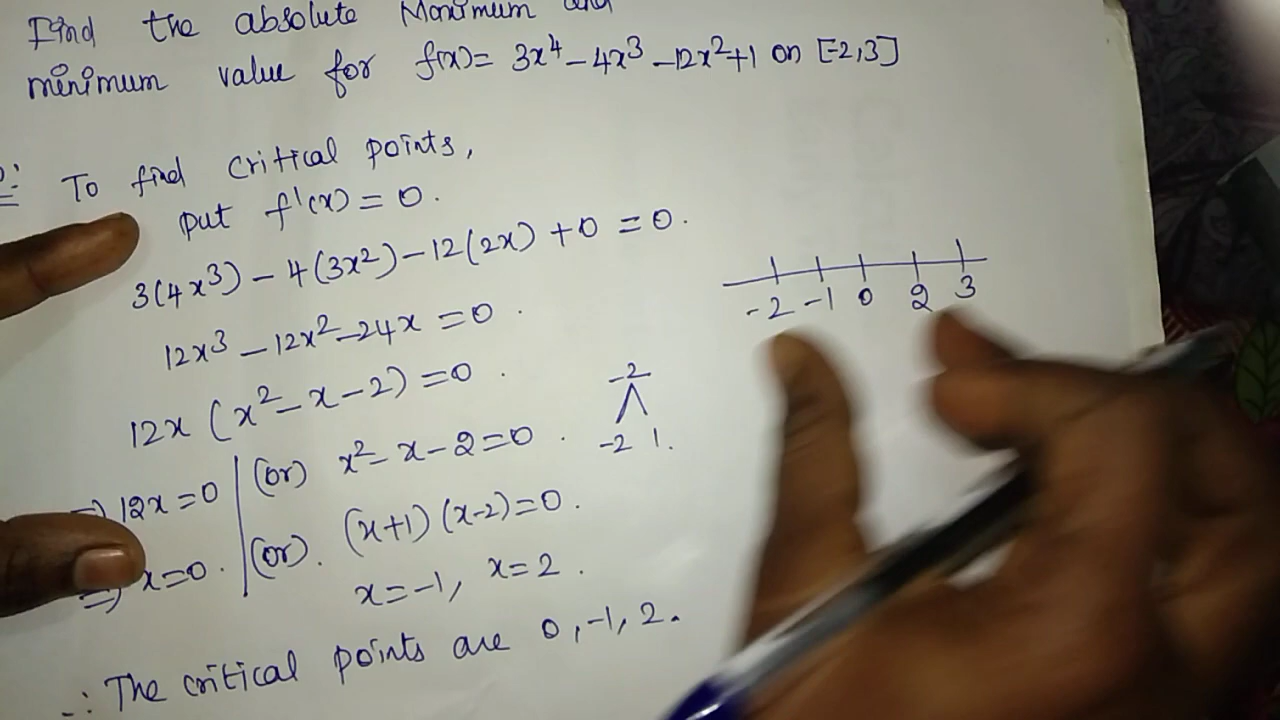 Find the absolute Maximum and
minimum value for f(x)= 3x⁴ - 4x³ - 12x²+1 on [-2,3]
To find critical points,
put f'(x) = 0.
3(4x³) - 4(3x²) - 12(2x) + 0 = 0.
12x³ - 12x² - 24x = 0.
12x (x² - x - 2) = 0.
⇒ 12x = 0 | (or) x² - x - 2 = 0.
⇒ x = 0. | (or). (x+1) (x-2) = 0.
x = -1, x = 2.
∴ The critical points are 0, -1, 2.
-2
-2 1.
-2 -1 0 2 3